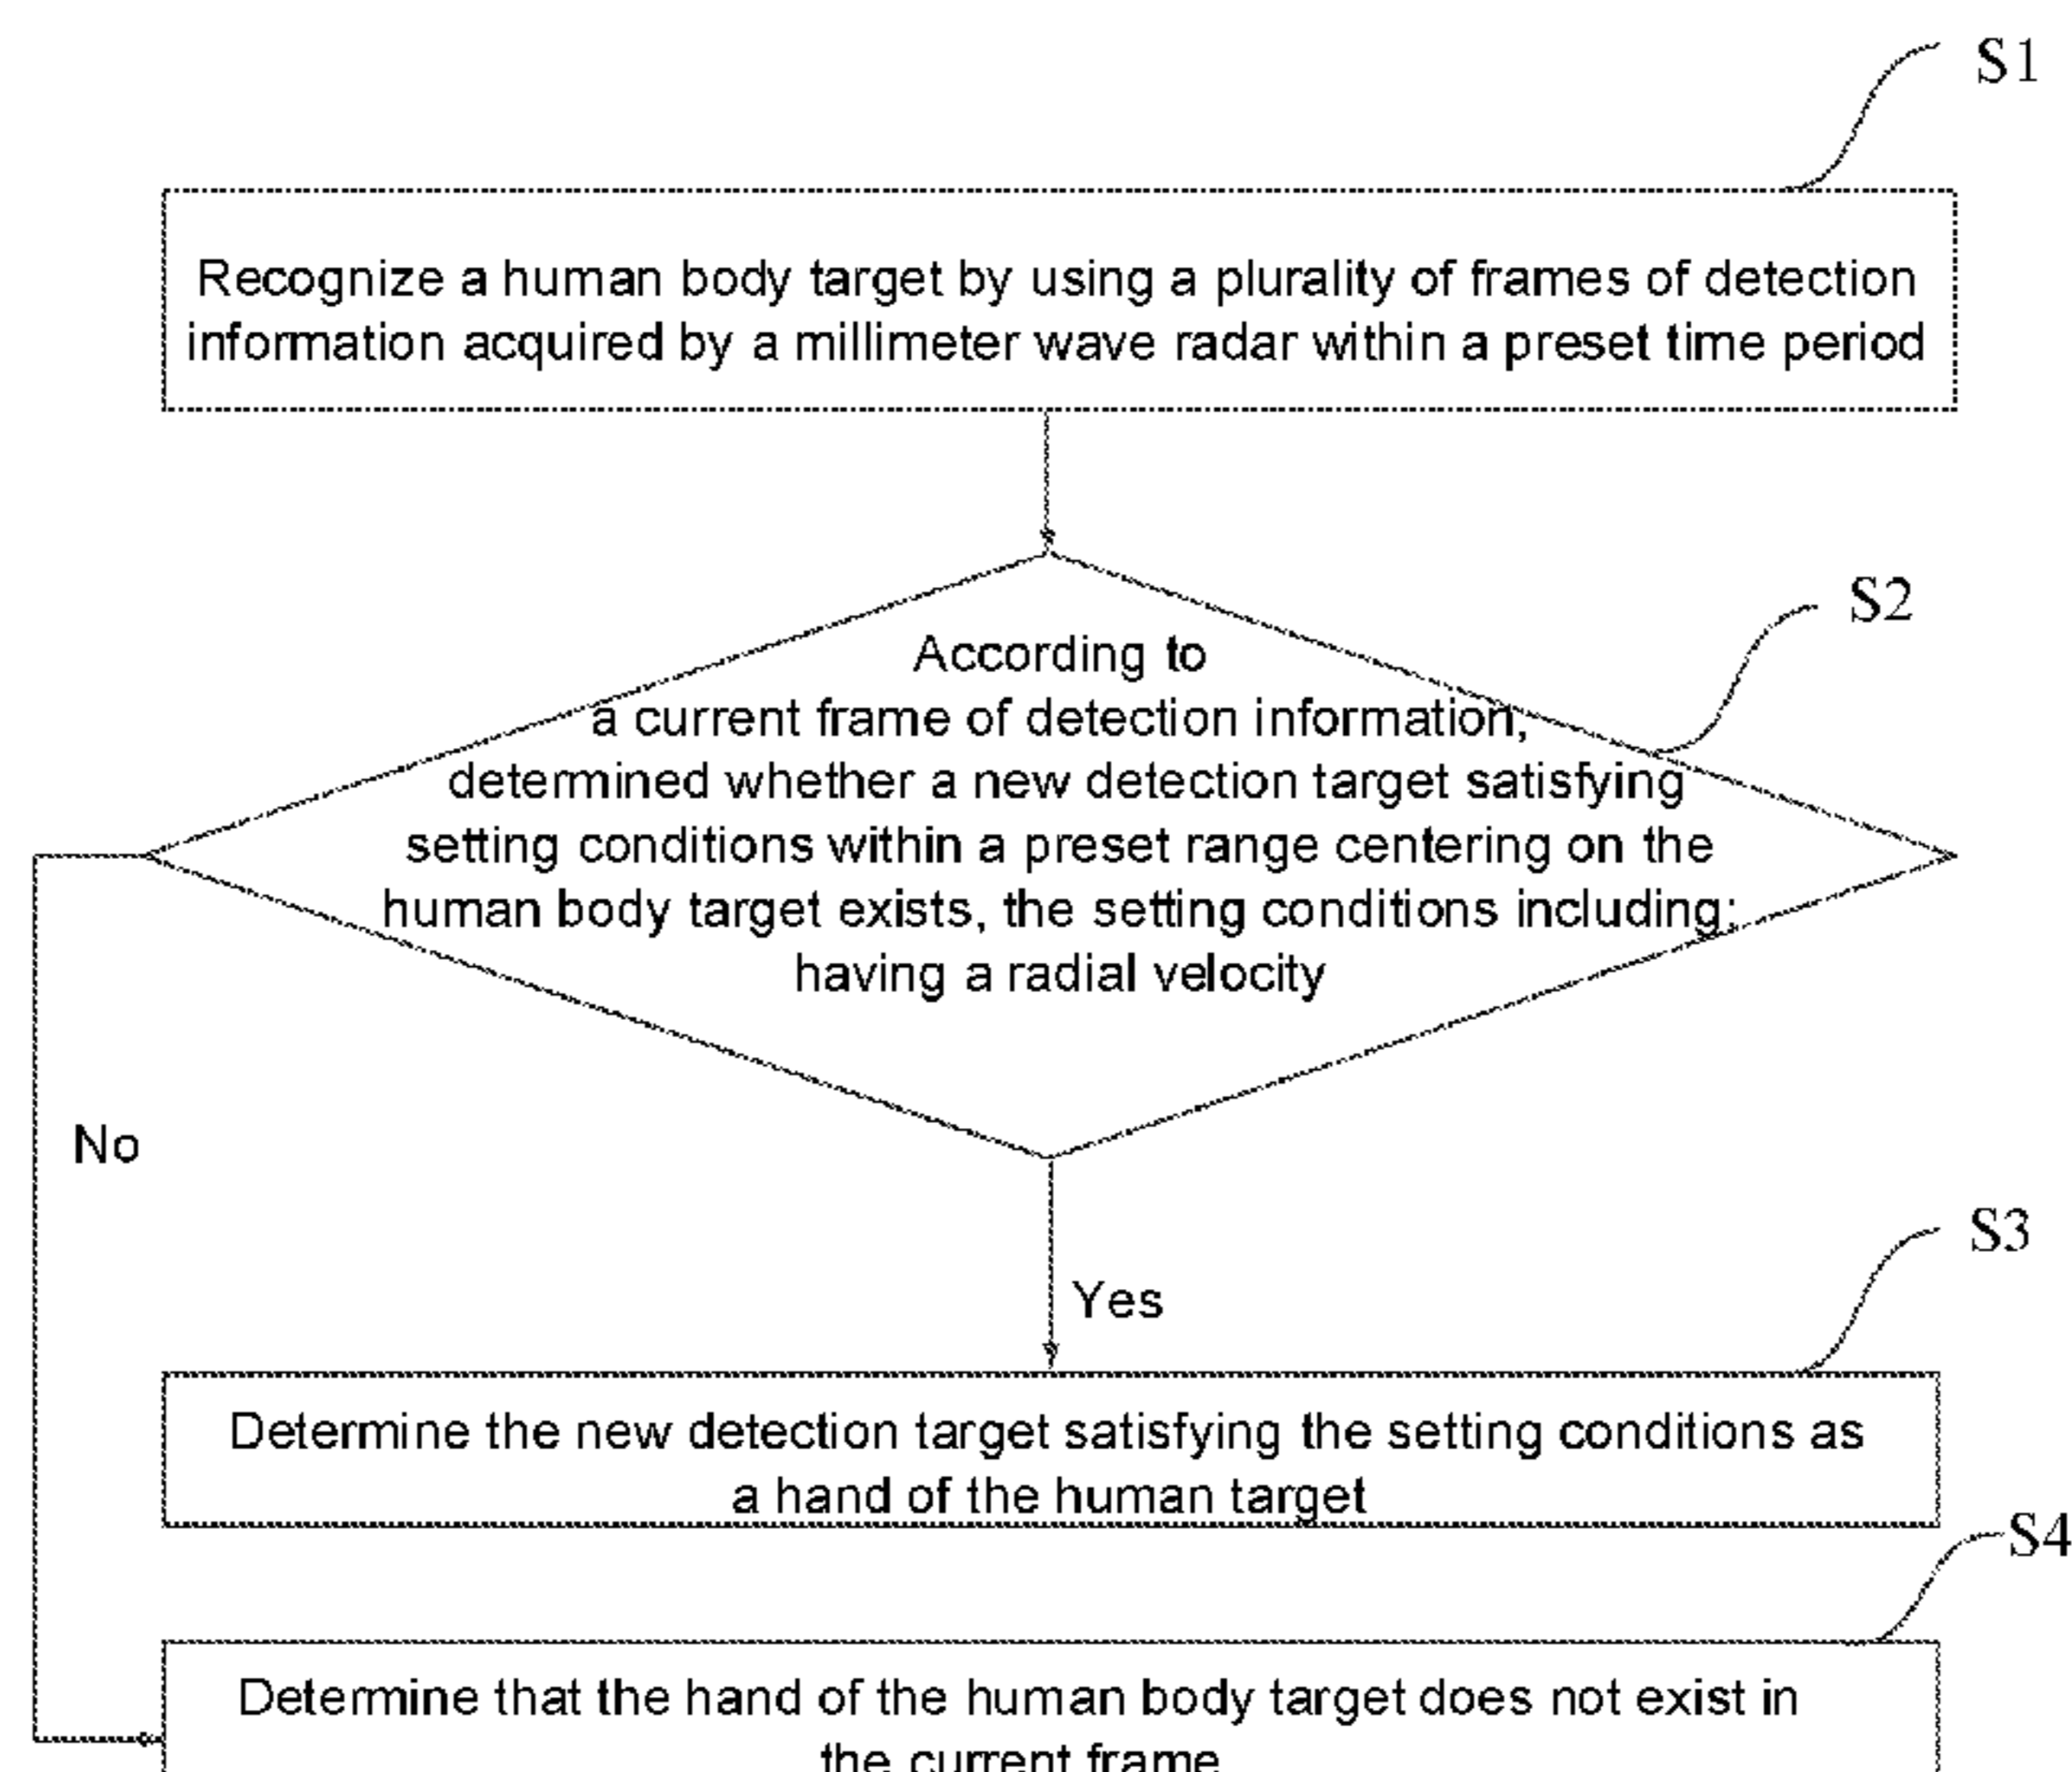 S1
Recognize a human body target by using a plurality of frames of detection
information acquired by a millimeter wave radar within a preset time period
S2
According to
a current frame of detection information,
determined whether a new detection target satisfying
setting conditions within a preset range centering on the
human body target exists, the setting conditions including:
having a radial velocity
No
Yes
S3
Determine the new detection target satisfying the setting conditions as
a hand of the human target
S4
Determine that the hand of the human body target does not exist in
the current frame